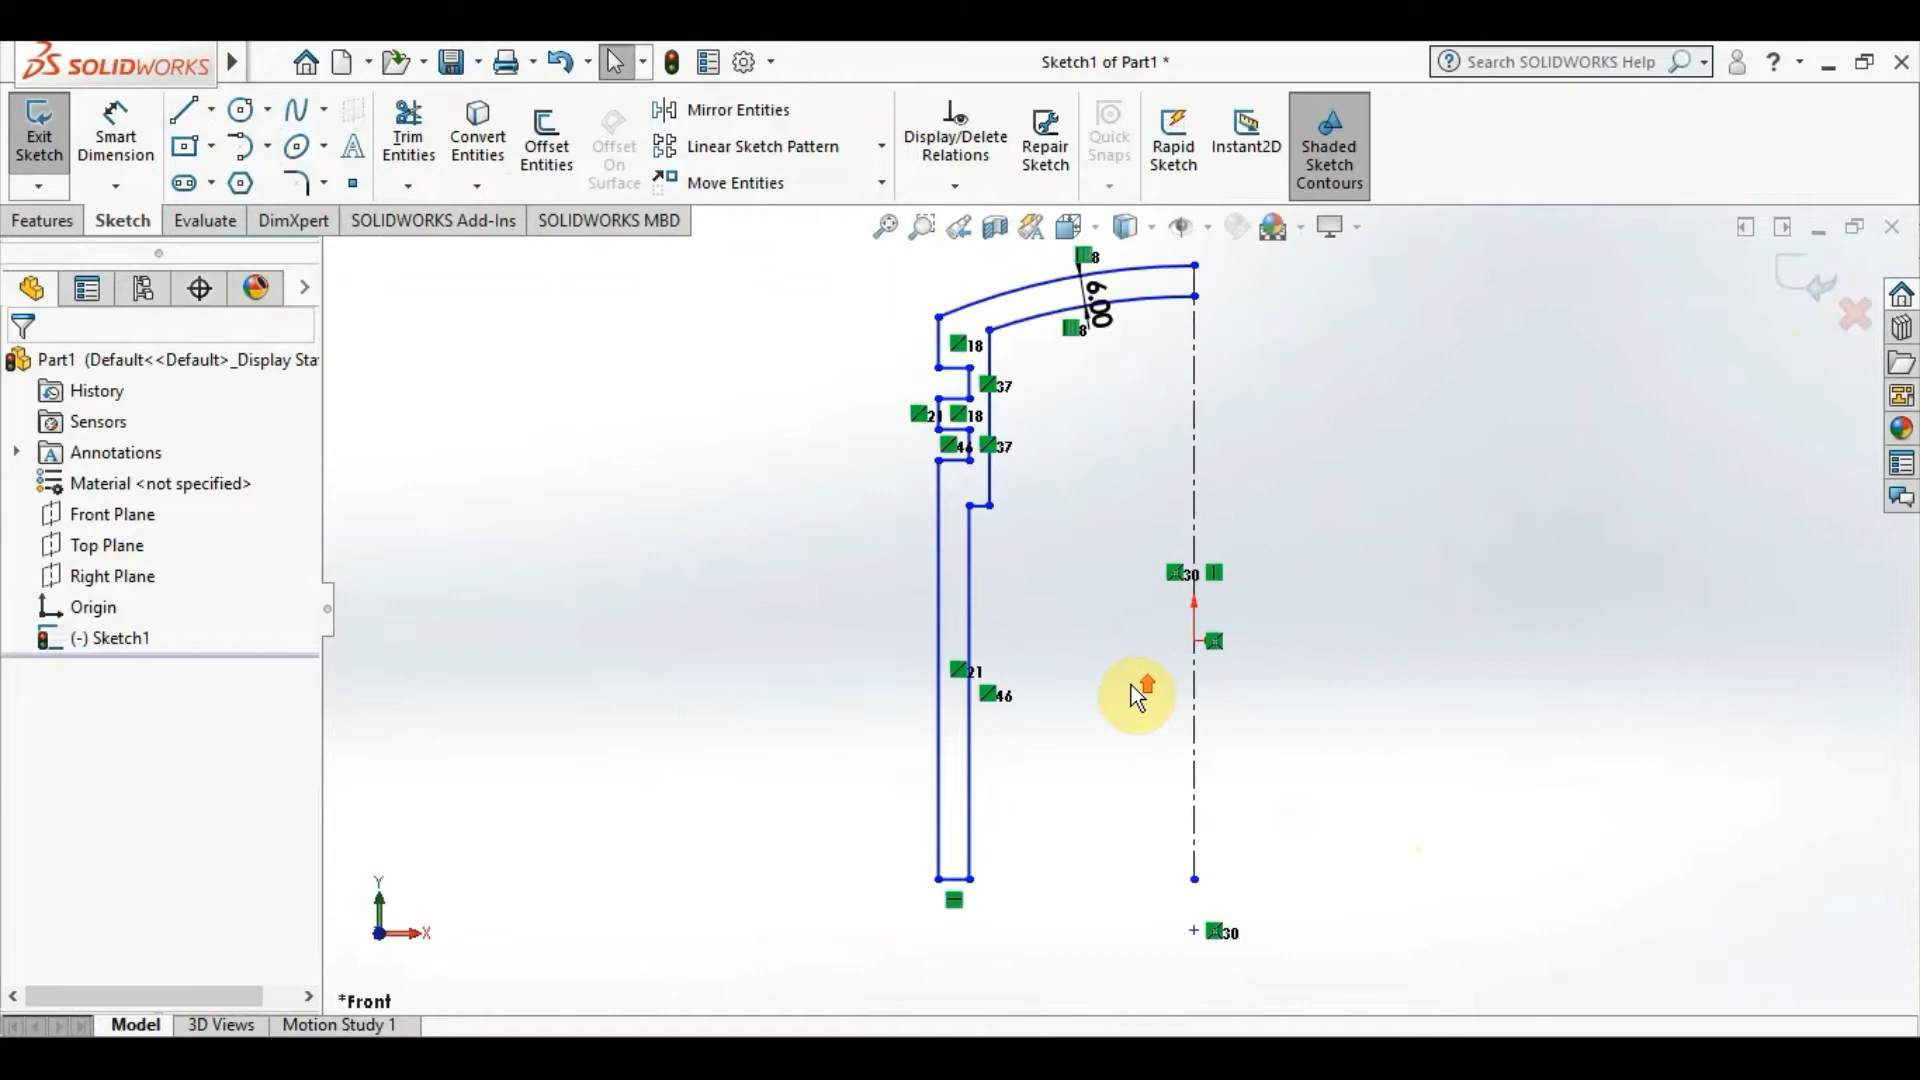 SOLIDWORKS
Sketch1 of Part1 *
Search SOLIDWORKS Help
?
Exit Sketch
Smart Dimension
Trim Entities
Convert Entities
Offset Entities
Offset On Surface
Mirror Entities
Linear Sketch Pattern
Move Entities
Display/Delete Relations
Repair Sketch
Quick Snaps
Rapid Sketch
Instant2D
Shaded Sketch Contours
Features
Sketch
Evaluate
DimXpert
SOLIDWORKS Add-Ins
SOLIDWORKS MBD
Part1 (Default<<Default>_Display Sta
History
Sensors
Annotations
Material <not specified>
Front Plane
Top Plane
Right Plane
Origin
(-) Sketch1
8
6.00
8
18
37
21
18
46
37
30
21
46
30
Y
X
*Front
Model
3D Views
Motion Study 1